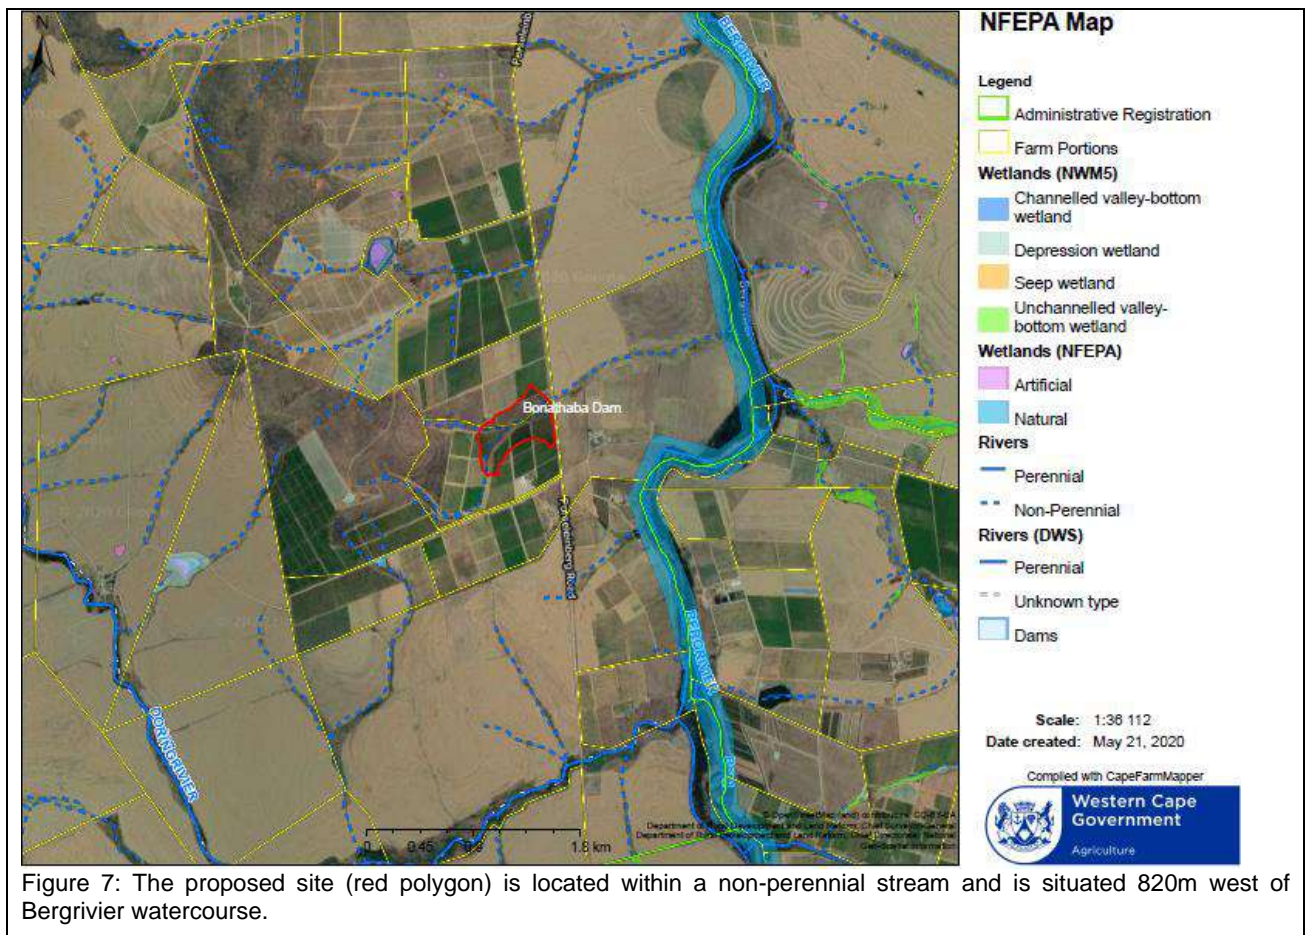 N
BERGRIVIER
Bonathaba Dam
BERGRIVIER
DORINGRIVIER
0 0.45 0.9 1.8 km
NFEPA Map
Legend
Administrative Registration
Farm Portions
Wetlands (NWM5)
Channelled valley-bottom
wetland
Depression wetland
Seep wetland
Unchannelled valley-
bottom wetland
Wetlands (NFEPA)
Artificial
Natural
Rivers
Perennial
Non-Perennial
Rivers (DWS)
Perennial
Unknown type
Dams
Scale: 1:36 112
Date created: May 21, 2020
Compiled with CapeFarmMapper
Western Cape
Government
Agriculture
Figure 7: The proposed site (red polygon) is located within a non-perennial stream and is situated 820m west of
Bergrivier watercourse.